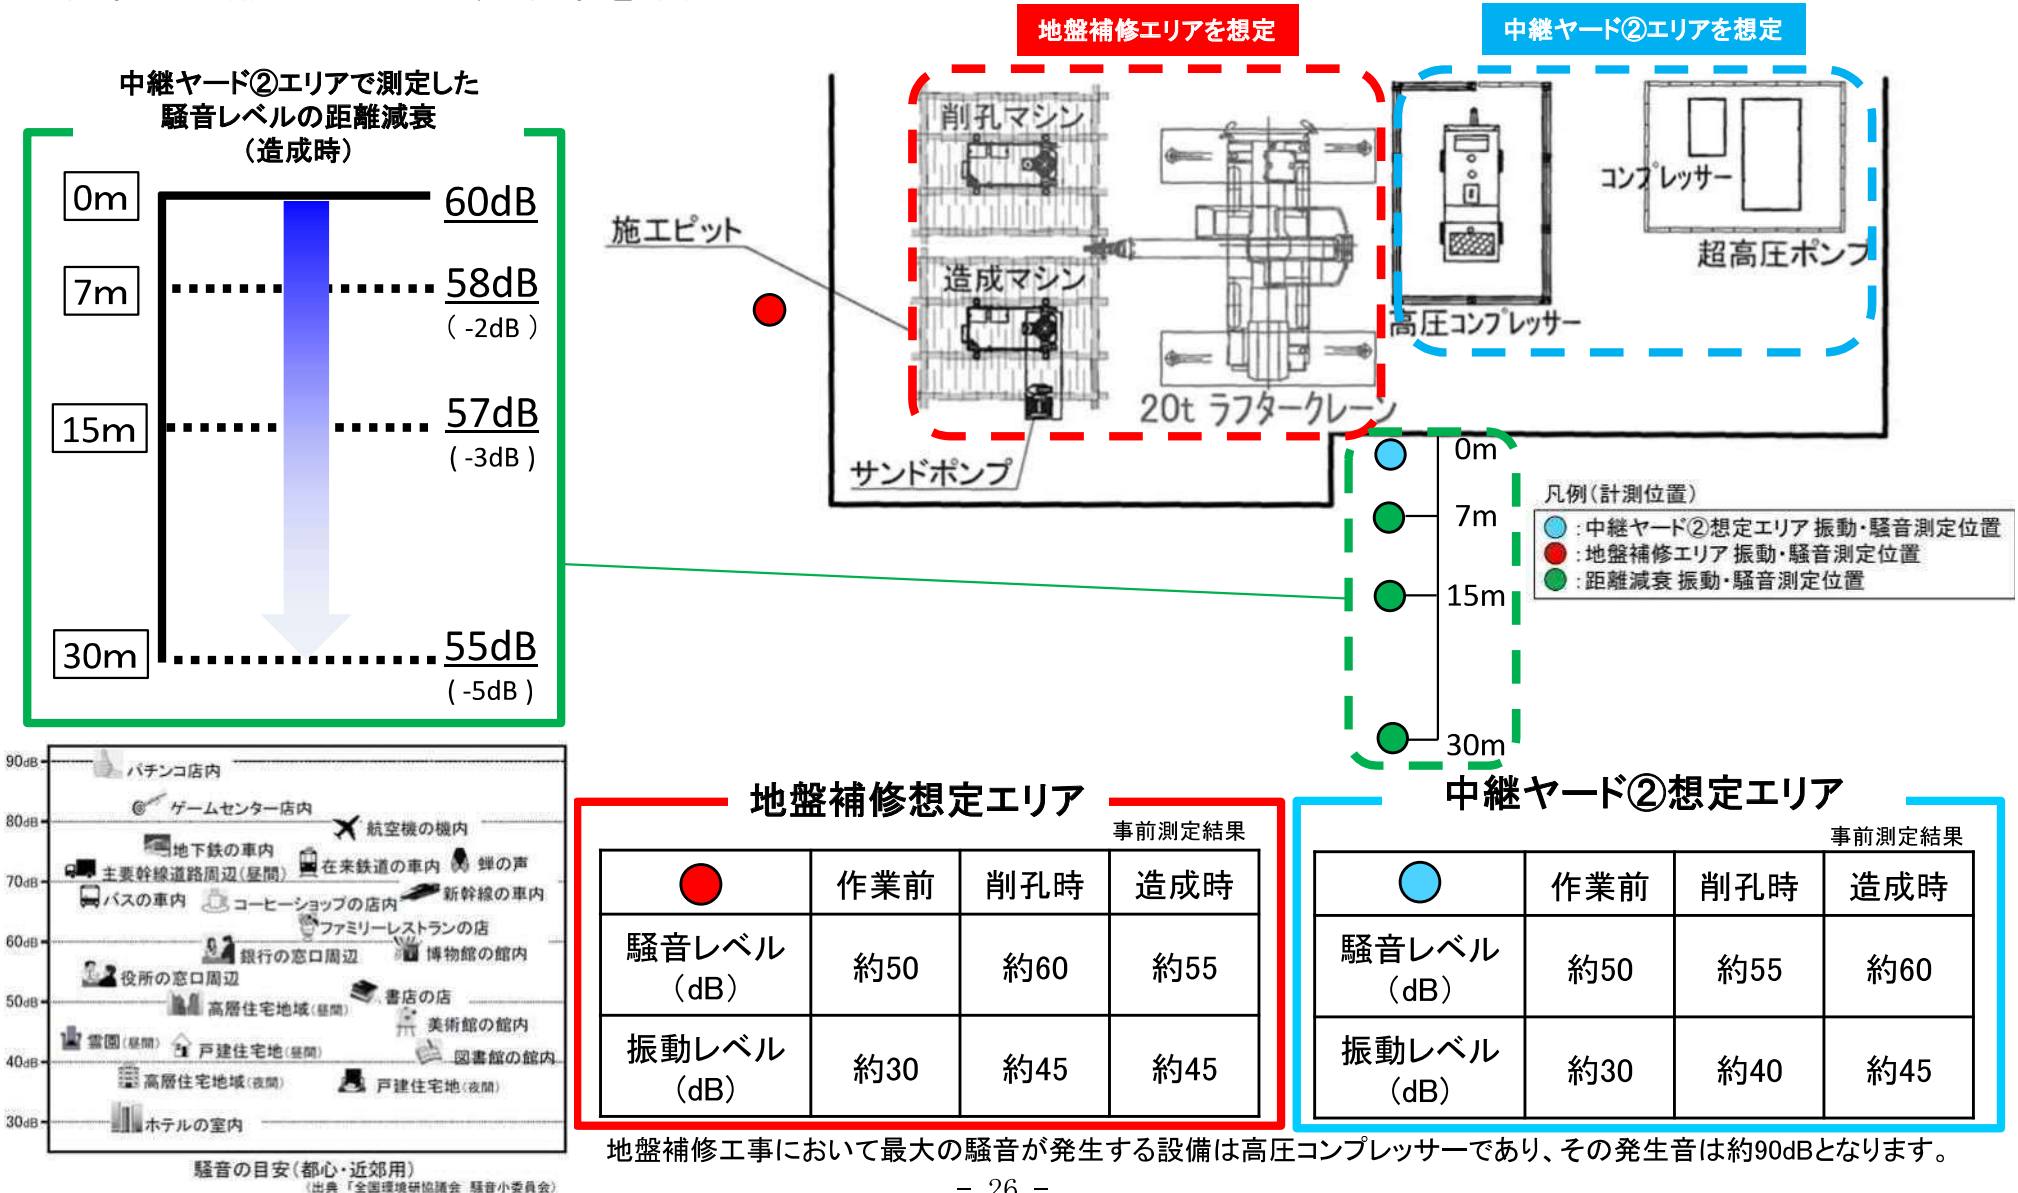 地盤補修エリアを想定
中継ヤード②エリアを想定
中継ヤード②エリアで測定した
騒音レベルの距離減衰
（造成時）
0m
60dB
7m
58dB
（ -2dB ）
15m
57dB
( -3dB )
30m
55dB
( -5dB )
施工ピット
削孔マシン
造成マシン
サンドポンプ
20t ラフタークレーン
高圧コンプレッサー
コンプレッサー
超高圧ポンプ
0m
7m
15m
30m
凡例(計測位置)
：中継ヤード②想定エリア 振動・騒音測定位置
：地盤補修エリア 振動・騒音測定位置
：距離減衰 振動・騒音測定位置
90dB
パチンコ店内
ゲームセンター店内
80dB
航空機の機内
地下鉄の車内
在来鉄道の車内
蝉の声
主要幹線道路周辺(昼間)
70dB
バスの車内
コーヒーショップの店内
新幹線の車内
ファミリーレストランの店
60dB
銀行の窓口周辺
博物館の館内
役所の窓口周辺
書店の店
50dB
高層住宅地域(昼間)
美術館の館内
霊園(昼間)
戸建住宅地(昼間)
図書館の館内
40dB
高層住宅地域(夜間)
戸建住宅地(夜間)
30dB
ホテルの室内
騒音の目安(都心・近郊用)
(出典「全国環境研協議会 騒音小委員会)
地盤補修想定エリア
事前測定結果
作業前 削孔時 造成時
騒音レベル
（dB） 約50 約60 約55
振動レベル
（dB） 約30 約45 約45
中継ヤード②想定エリア
事前測定結果
作業前 削孔時 造成時
騒音レベル
（dB） 約50 約55 約60
振動レベル
（dB） 約30 約40 約45
地盤補修工事において最大の騒音が発生する設備は高圧コンプレッサーであり、その発生音は約90dBとなります。
- 26 -